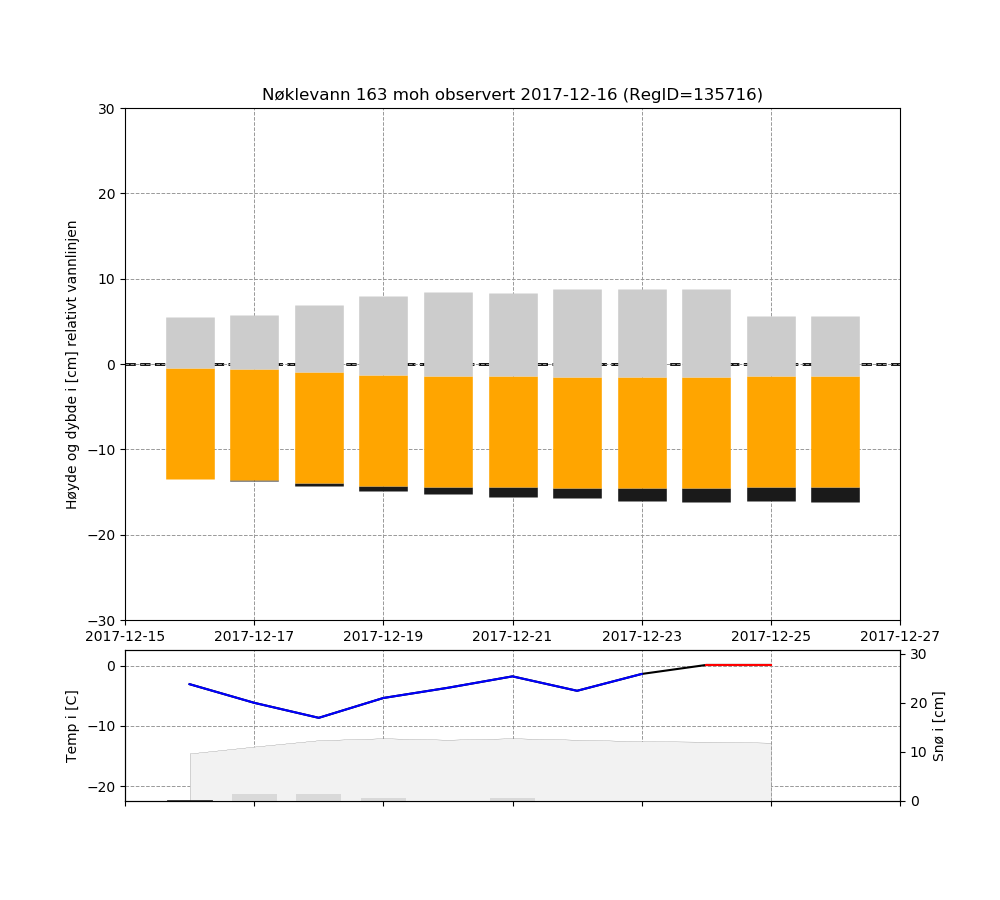 Nøklevann 163 moh observert 2017-12-16 (RegID=135716)
Høyde og dybde i [cm] relativt vannlinjen
30
20
10
0
−10
−20
−30
2017-12-15 2017-12-17 2017-12-19 2017-12-21 2017-12-23 2017-12-25 2017-12-27
Temp i [C]
0
−10
−20
30
20
10
0
Snø i [cm]